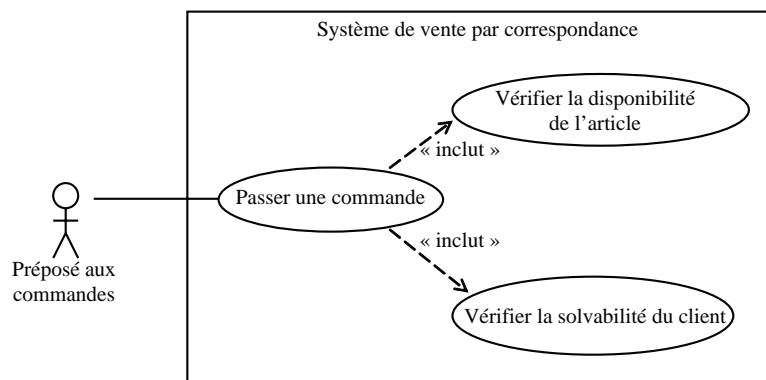 Système de vente par correspondance
Vérifier la disponibilité
de l’article
« inclut »
Passer une commande
Préposé aux
commandes
« inclut »
Vérifier la solvabilité du client